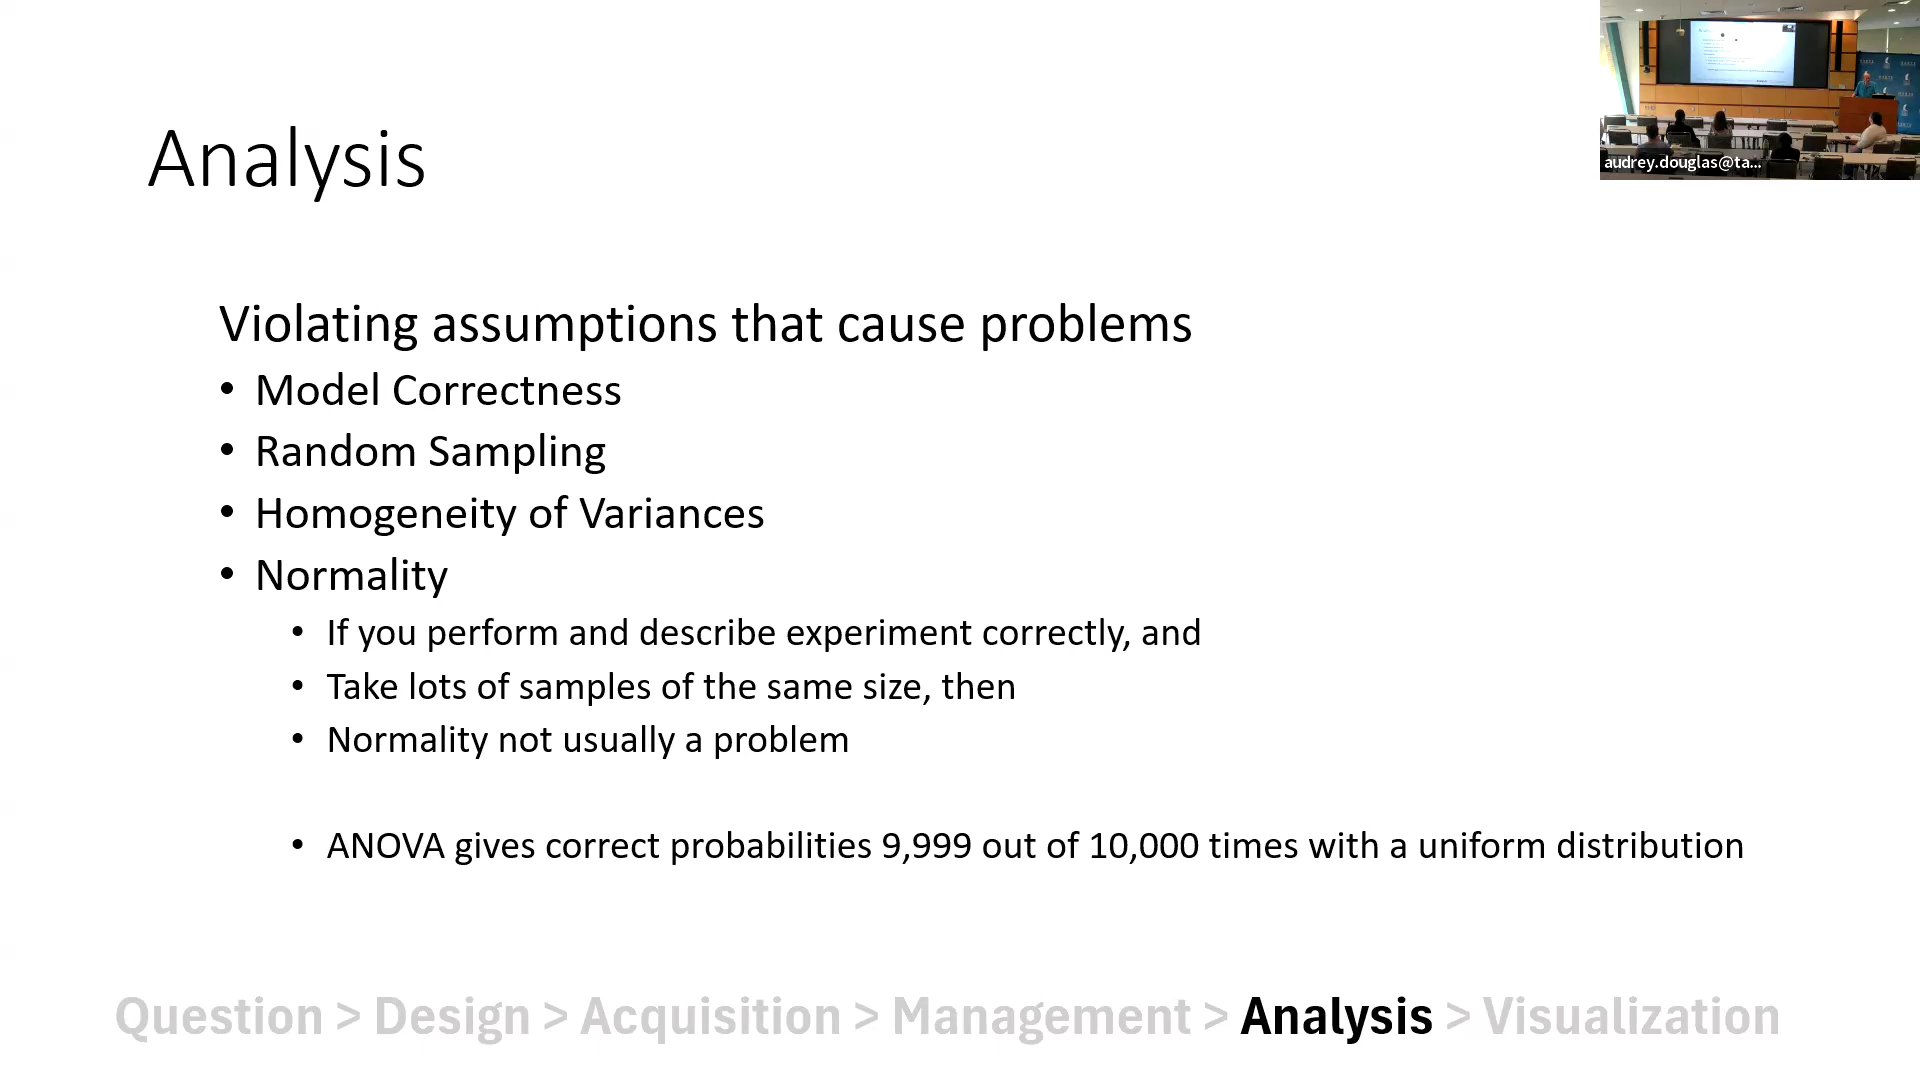 Analysis
audrey.douglas@ta...
Violating assumptions that cause problems
• Model Correctness
• Random Sampling
• Homogeneity of Variances
• Normality
• If you perform and describe experiment correctly, and
• Take lots of samples of the same size, then
• Normality not usually a problem
• ANOVA gives correct probabilities 9,999 out of 10,000 times with a uniform distribution
Question > Design > Acquisition > Management > Analysis > Visualization